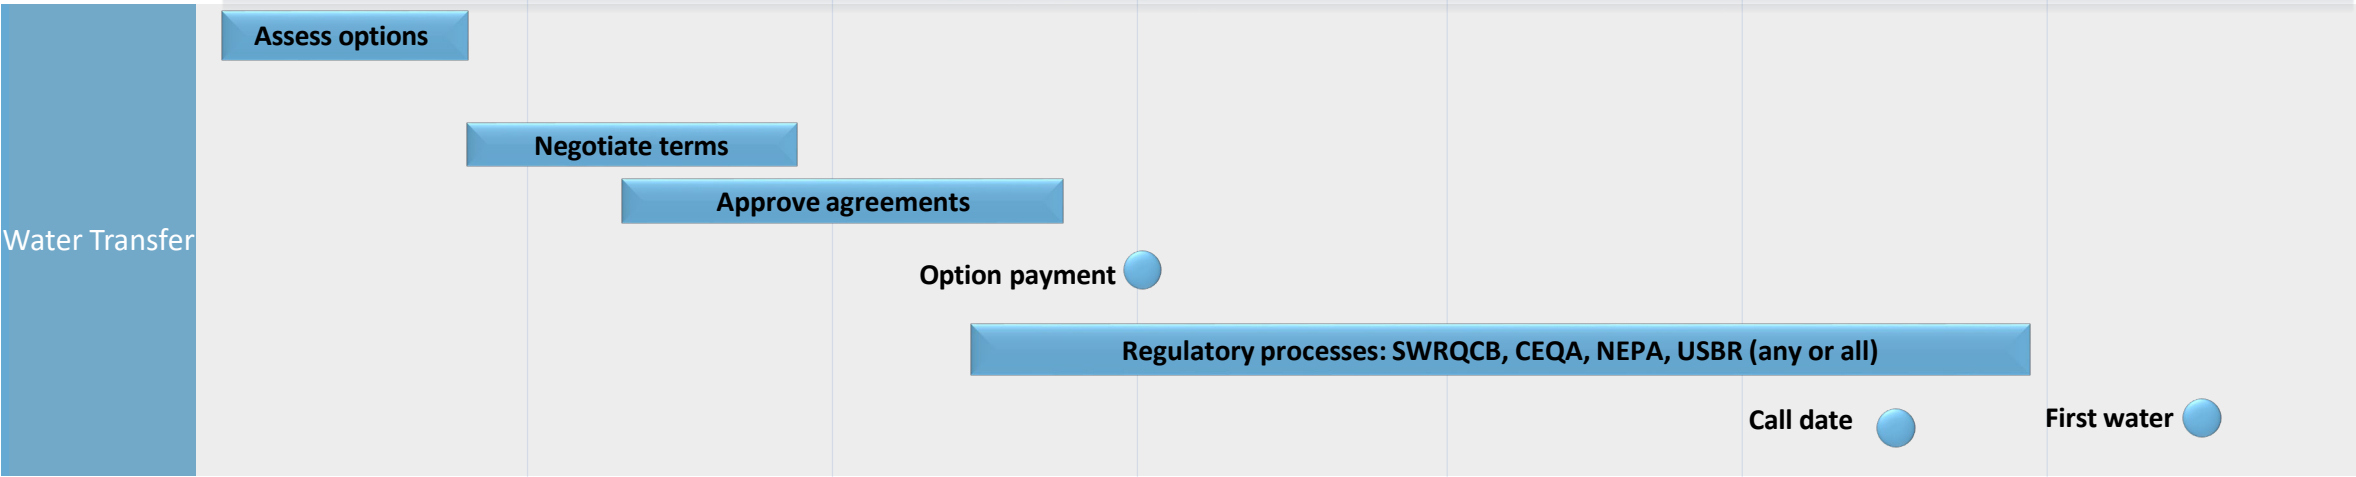 Assess options
Negotiate terms
Approve agreements
Water Transfer
Option payment
Regulatory processes: SWRQCB, CEQA, NEPA, USBR (any or all)
Call date
First water